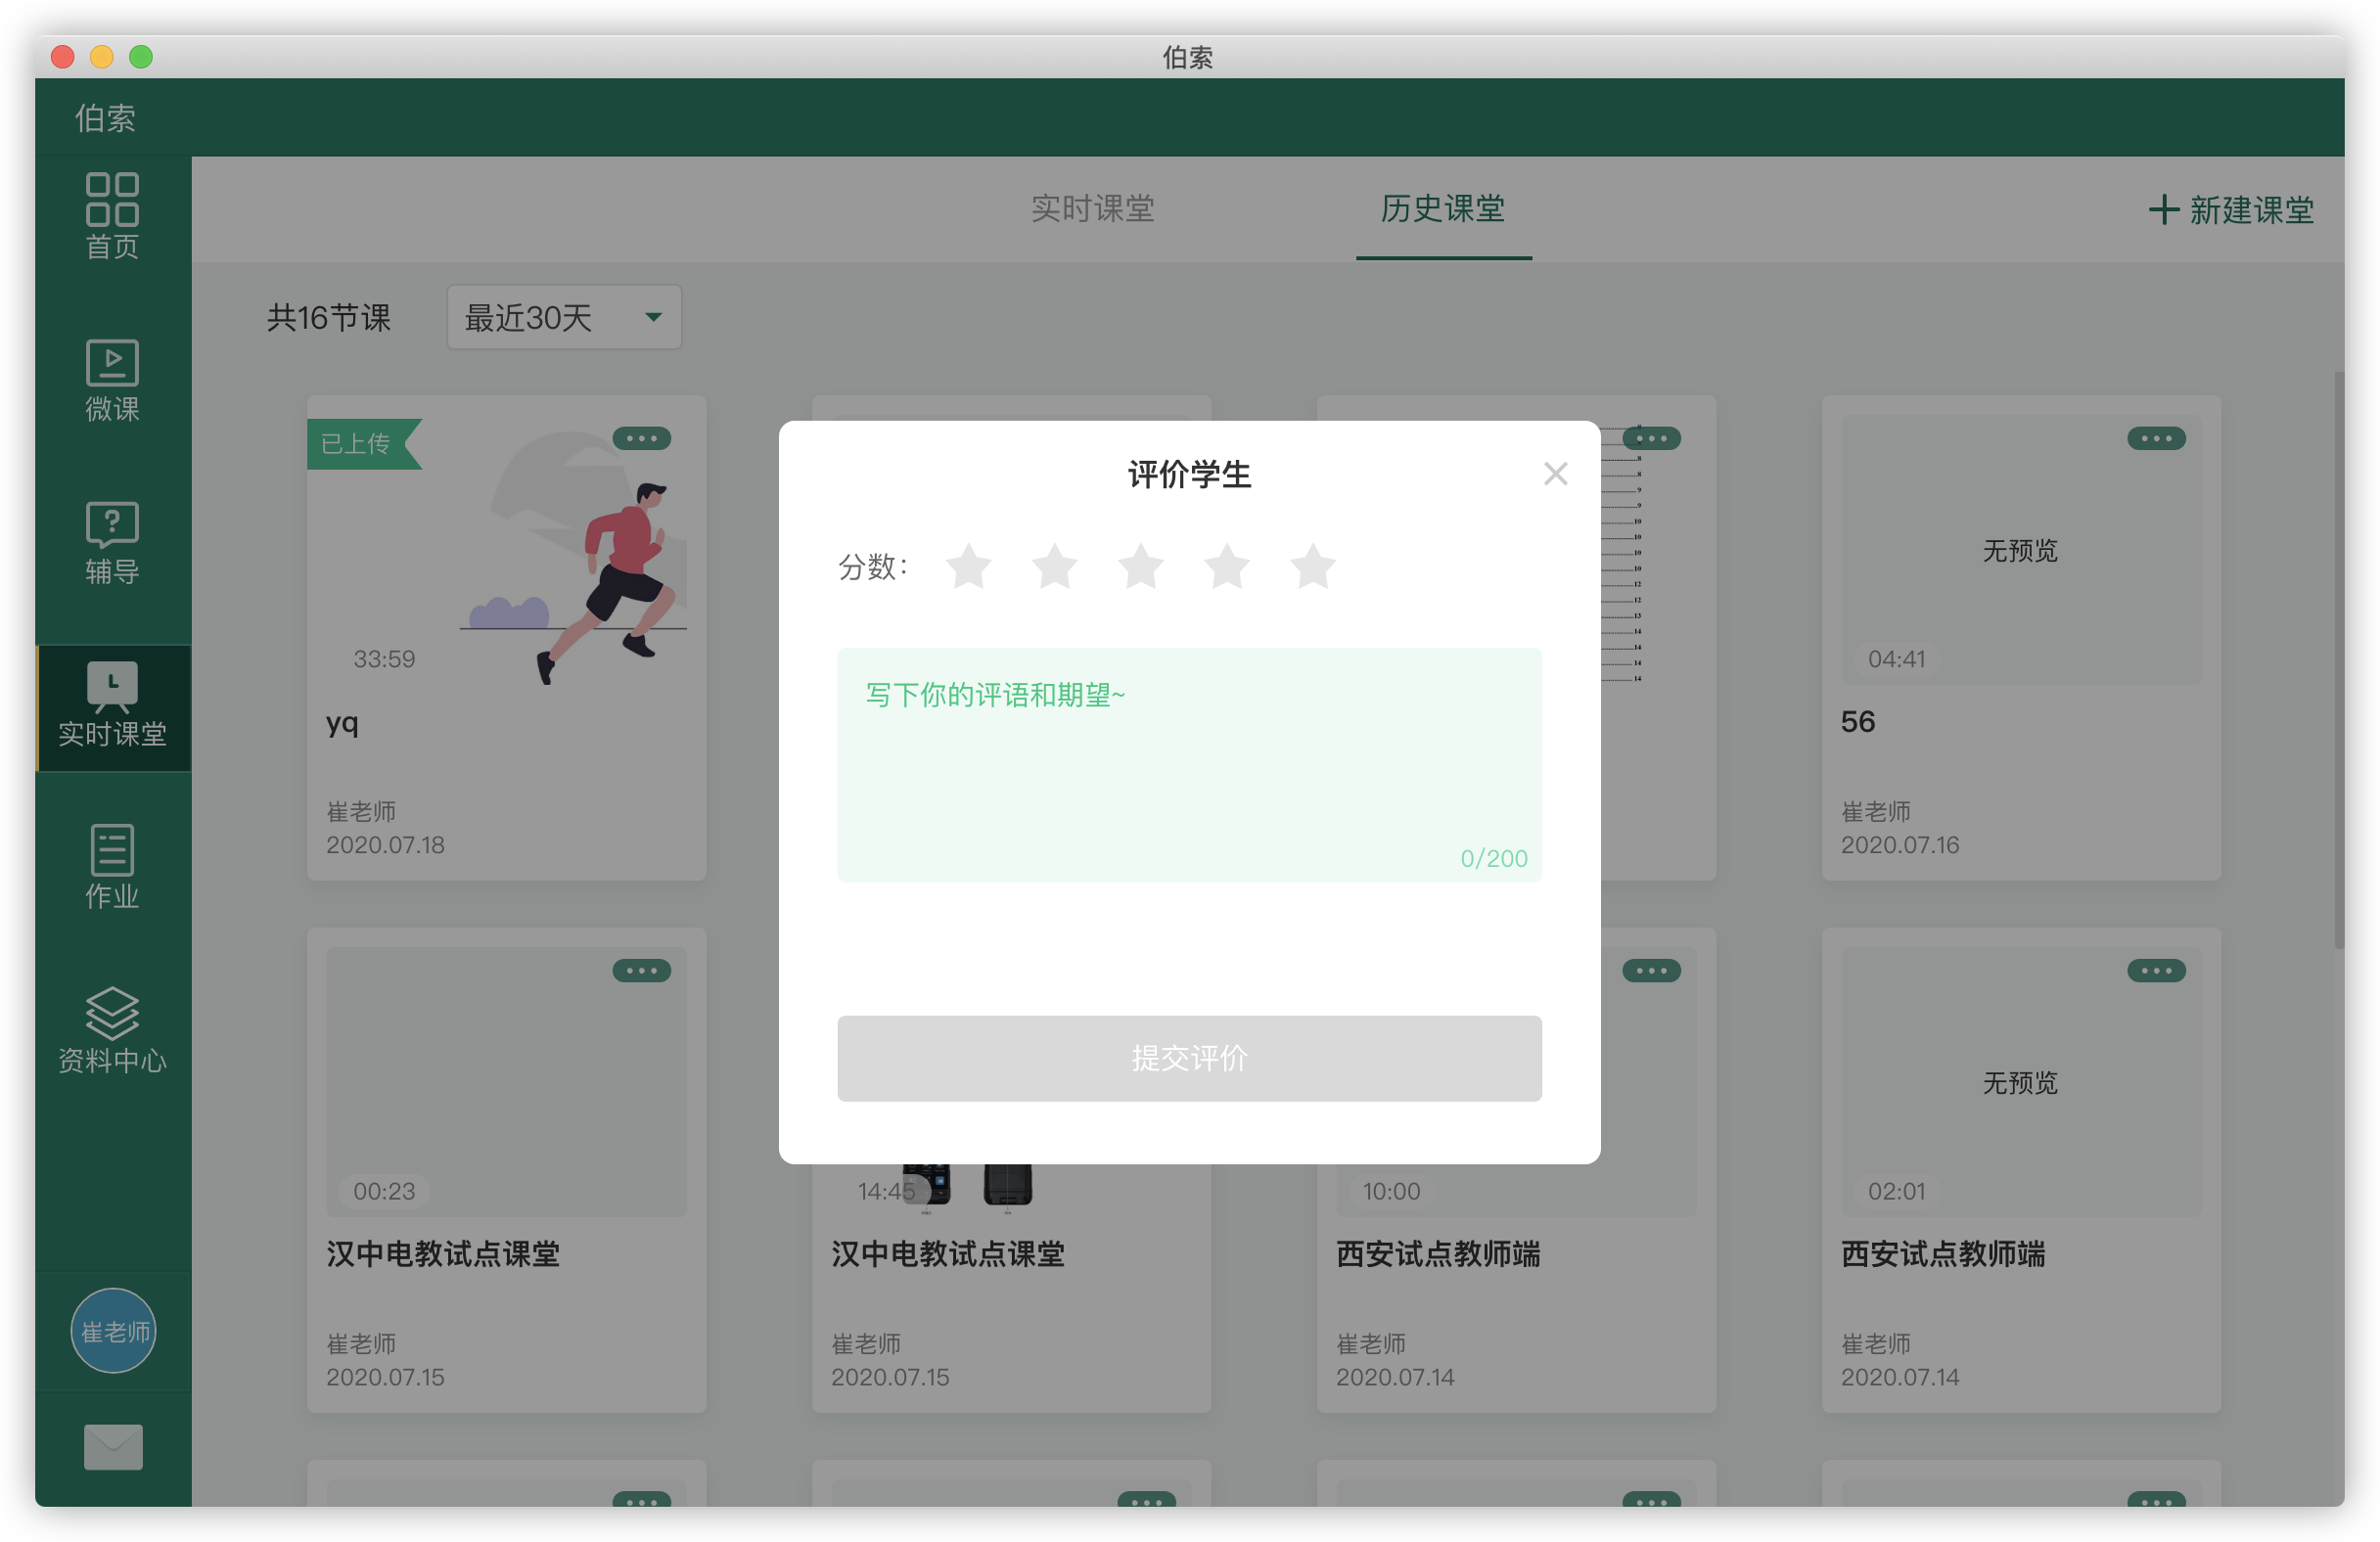 伯索
伯索
首页
微课
辅导
实时课堂
作业
资料中心
崔老师
实时课堂
历史课堂
新建课堂
共16节课
最近30天
已上传
33:59
yq
崔老师
2020.07.18
无预览
04:41
56
崔老师
2020.07.16
评价学生
分数：
写下你的评语和期望~
0/200
提交评价
00:23
汉中电教试点课堂
崔老师
2020.07.15
14:45
汉中电教试点课堂
崔老师
2020.07.15
10:00
西安试点教师端
崔老师
2020.07.14
无预览
02:01
西安试点教师端
崔老师
2020.07.14